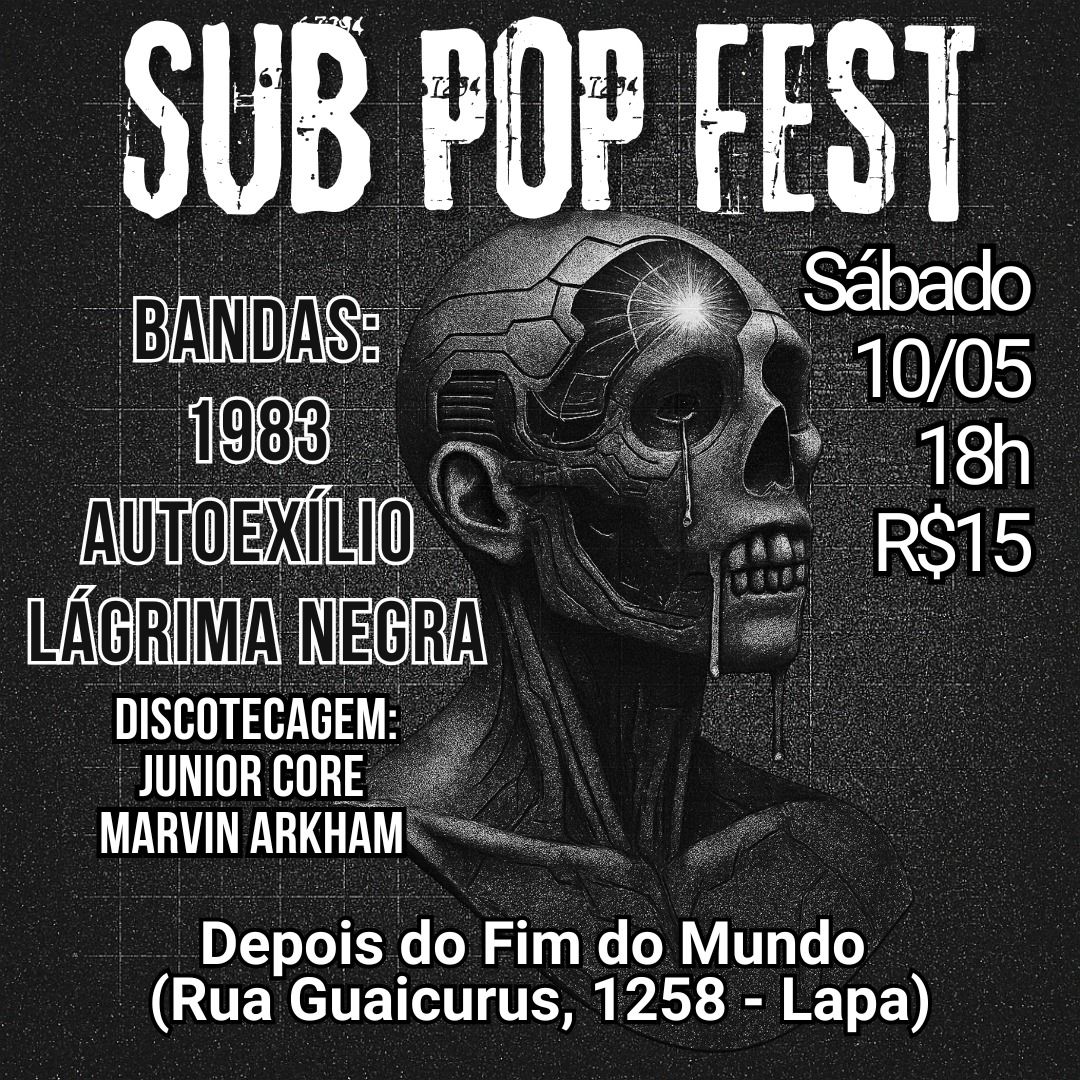 SUB POP FEST
Sábado
10/05
18h
R$15
BANDAS:
1983
AUTOEXÍLIO
LÁGRIMA NEGRA
DISCOTECAGEM:
JUNIOR CORE
MARVIN ARKHAM
Depois do Fim do Mundo
(Rua Guaicurus, 1258 - Lapa)